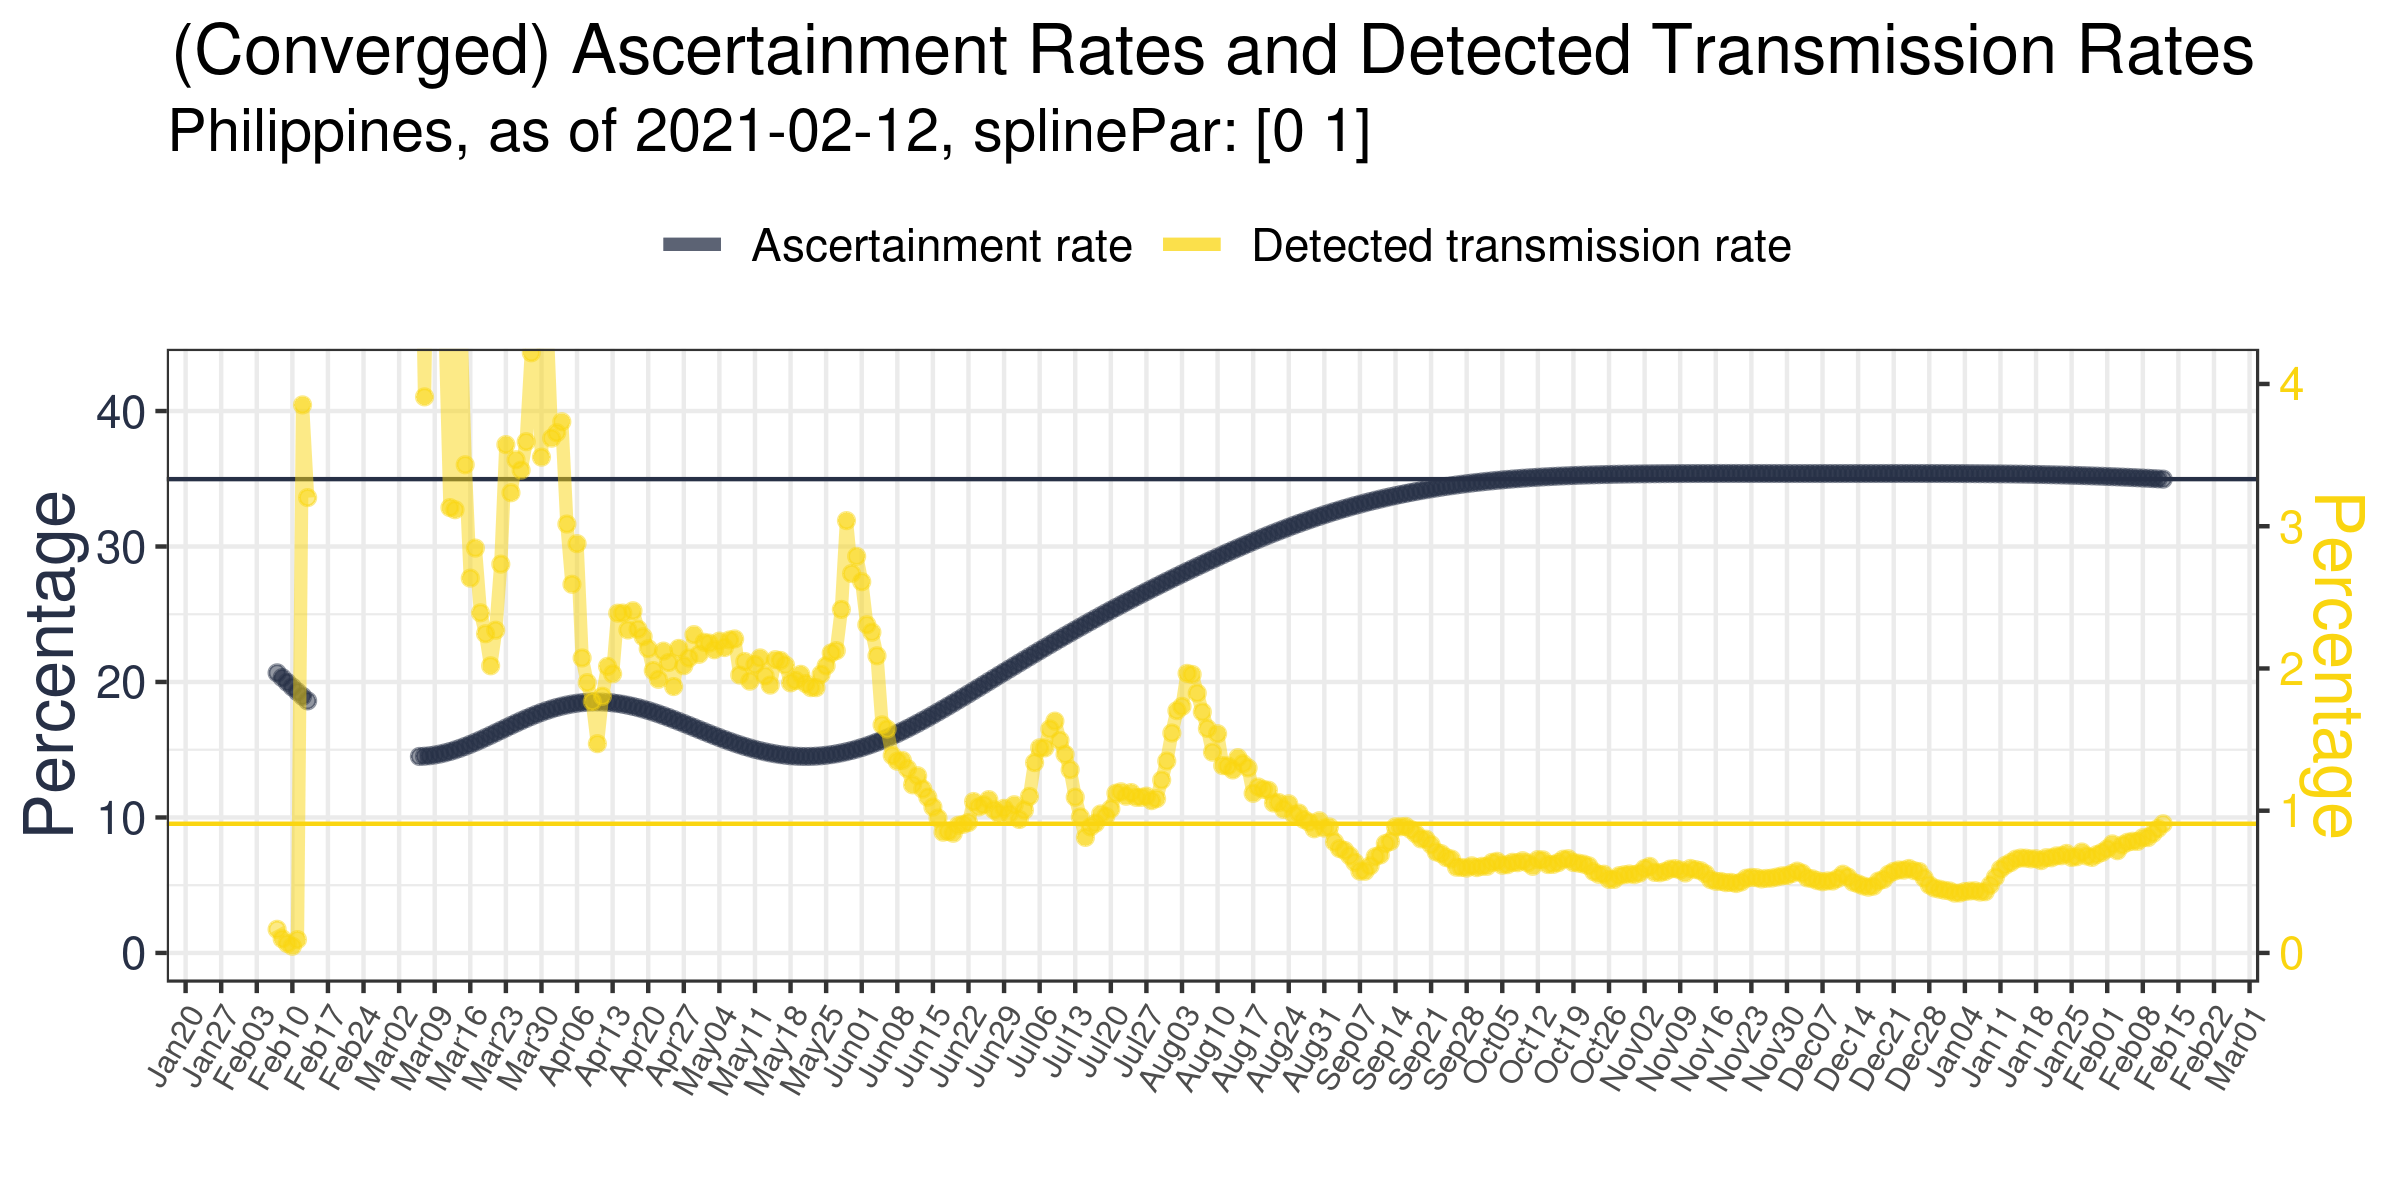 (Converged) Ascertainment Rates and Detected Transmission Rates
Philippines, as of 2021-02-12, splinePar: [0 1]
Ascertainment rate
Detected transmission rate
Percentage
40
30
20
10
0
4
3
2
1
0
Percentage
Jan20
Jan27
Feb03
Feb10
Feb17
Feb24
Mar02
Mar09
Mar16
Mar23
Mar30
Apr06
Apr13
Apr20
Apr27
May04
May11
May18
May25
Jun01
Jun08
Jun15
Jun22
Jun29
Jul06
Jul13
Jul20
Jul27
Aug03
Aug10
Aug17
Aug24
Aug31
Sep07
Sep14
Sep21
Sep28
Oct05
Oct12
Oct19
Oct26
Nov02
Nov09
Nov16
Nov23
Nov30
Dec07
Dec14
Dec21
Dec28
Jan04
Jan11
Jan18
Jan25
Feb01
Feb08
Feb15
Feb22
Mar01